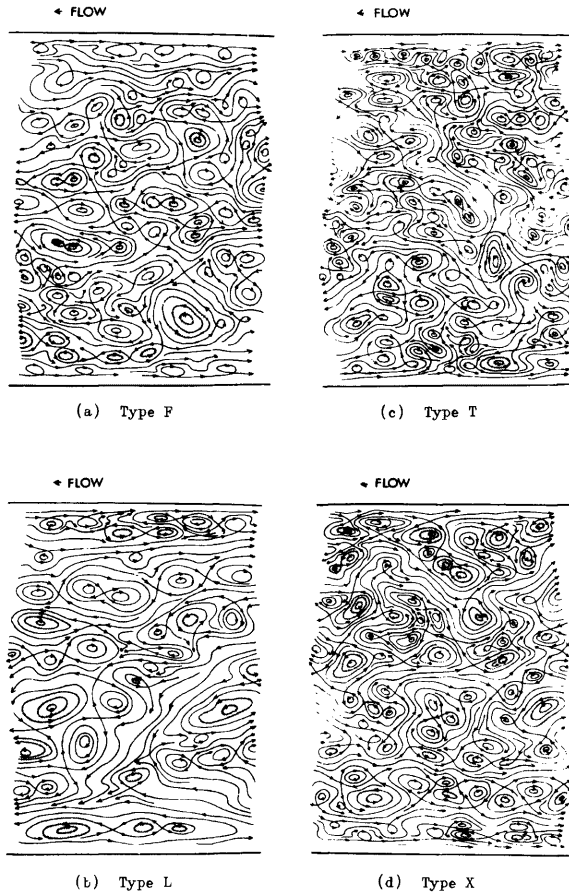 ← FLOW
← FLOW
(a) Type F
(c) Type T
← FLOW
← FLOW
(b) Type L
(d) Type X